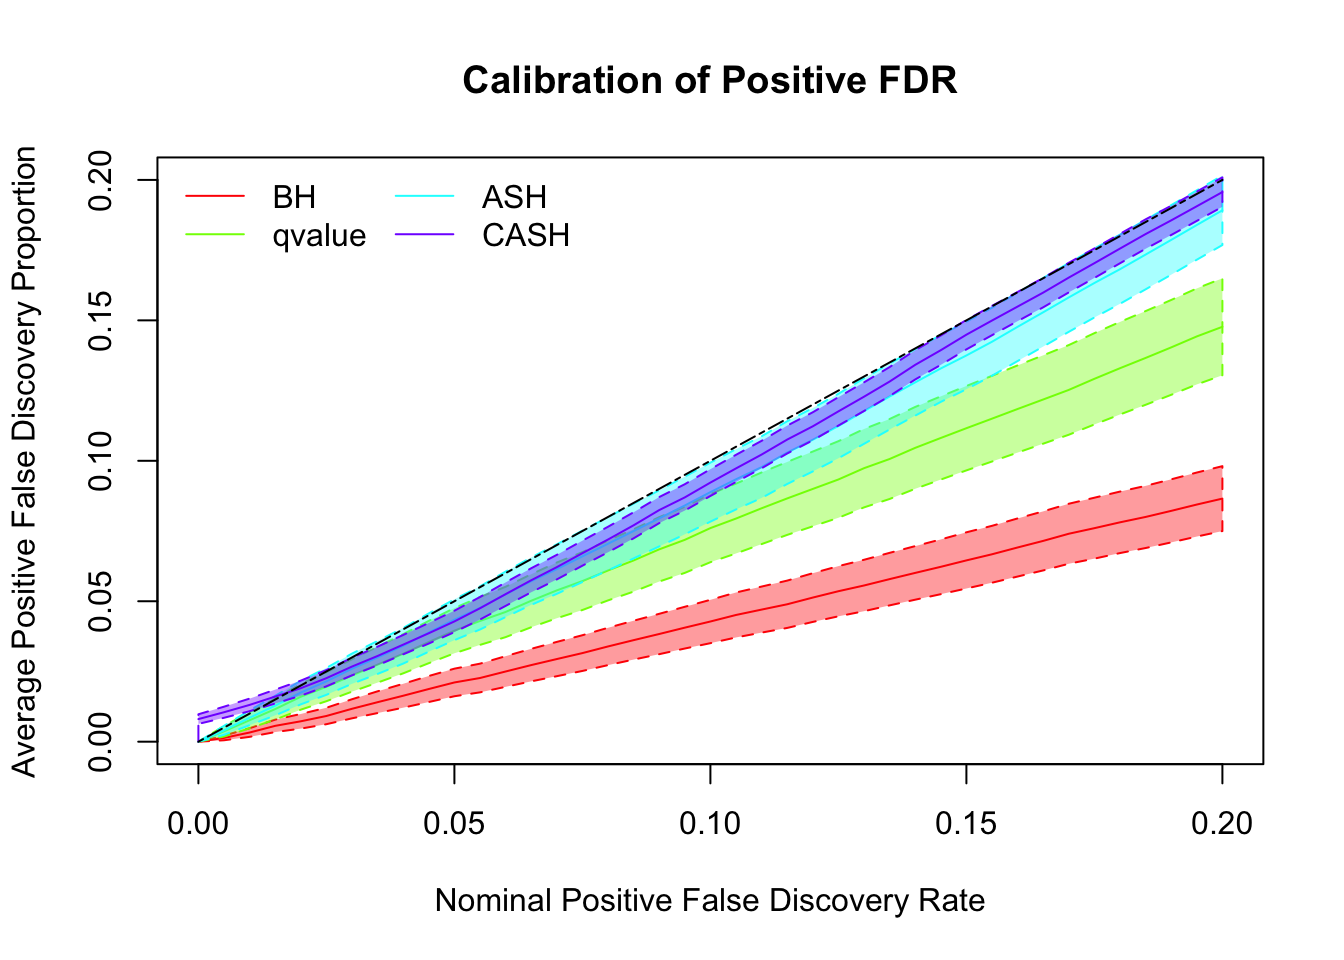 Calibration of Positive FDR
Average Positive False Discovery Proportion
0.20
0.15
0.10
0.05
0.00
BH
qvalue
ASH
CASH
0.00 0.05 0.10 0.15 0.20
Nominal Positive False Discovery Rate